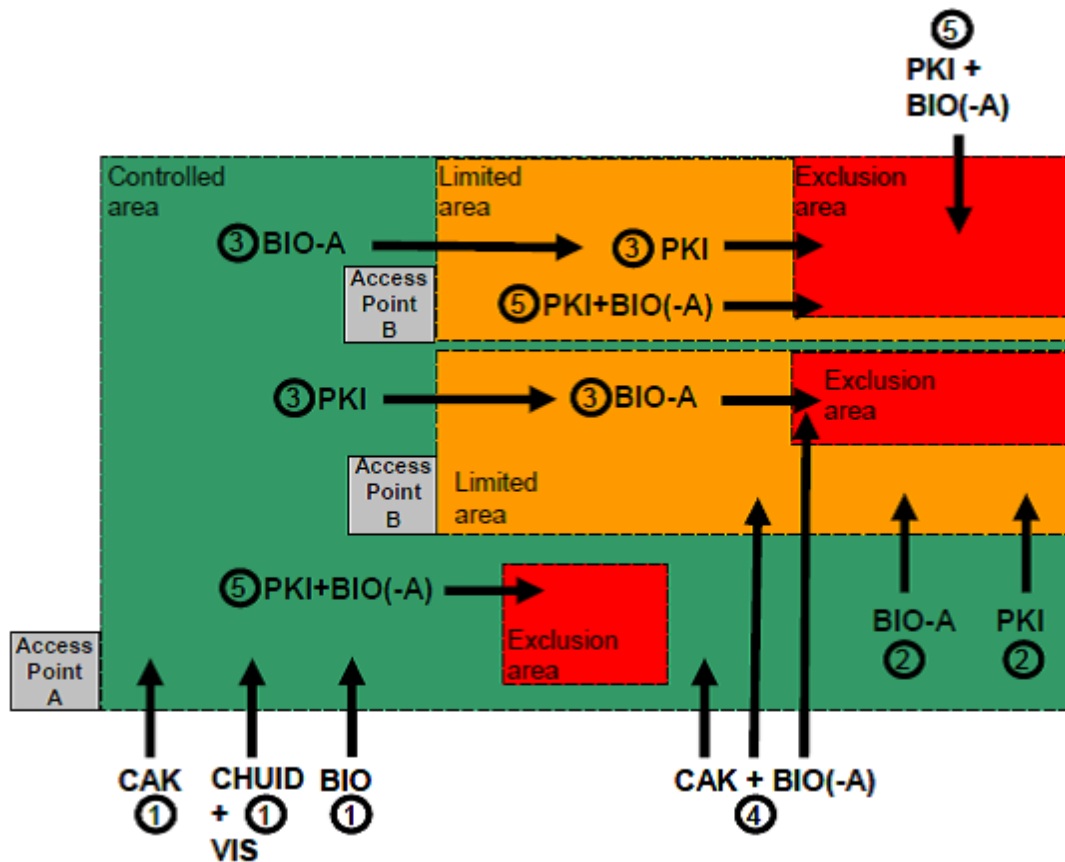 ⑤
PKI +
BIO(-A)
Controlled
area
Limited
area
Exclusion
area
③ BIO-A
③ PKI
Access
Point
B
⑤ PKI+BIO(-A)
③ PKI
③ BIO-A
Exclusion
area
Access
Point
B
Limited
area
⑤ PKI+BIO(-A)
Exclusion
area
BIO-A
②
PKI
②
Access
Point
A
CAK
①
CHUID
+ ①
VIS
BIO
①
CAK + BIO(-A)
④